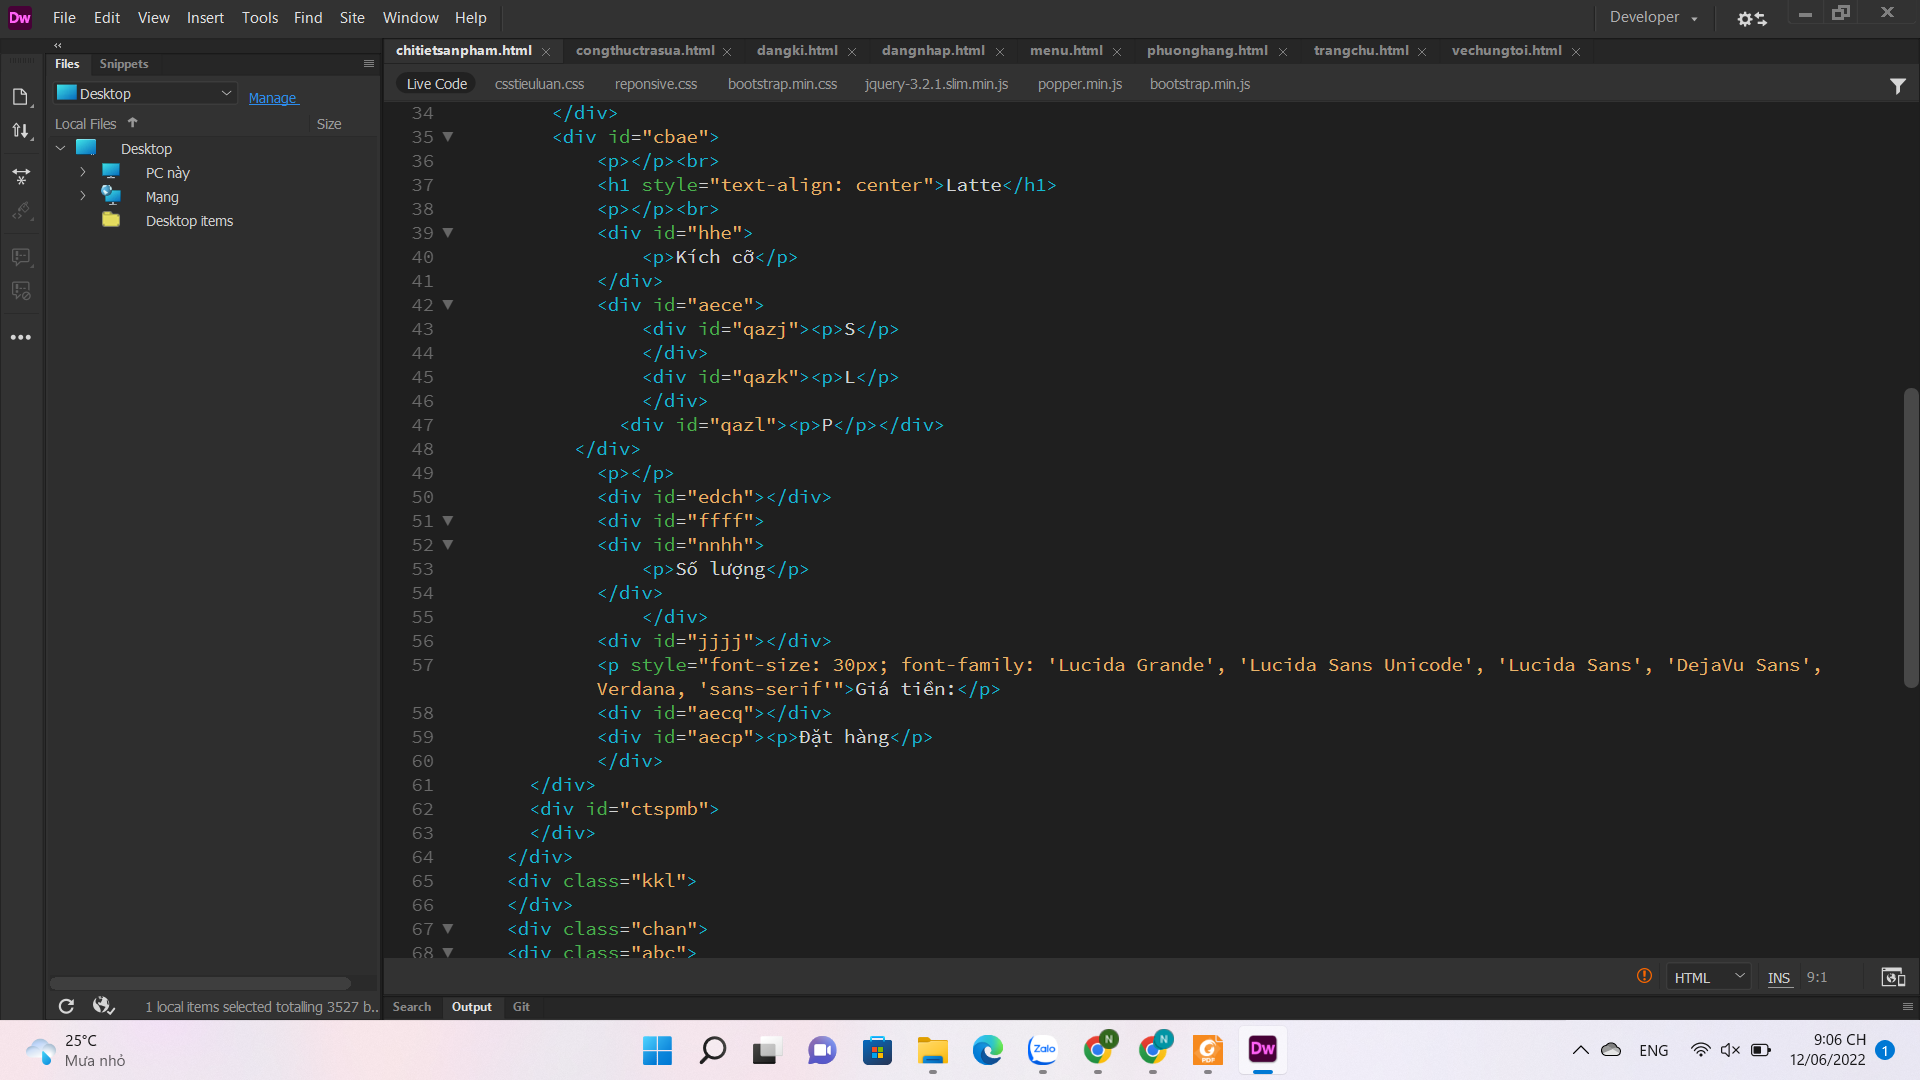 Dw File Edit View Insert Tools Find Site Window Help Developer
Files Snippets
Desktop Manage
Local Files Size
Desktop
PC này
Mạng
Desktop items
1 local items selected totalling 3527 b...
chitietsanpham.html congthuctrasua.html dangki.html dangnhap.html menu.html phuonghang.html trangchu.html vechungtoi.html
Live Code csstieuluan.css reponsive.css bootstrap.min.css jquery-3.2.1.slim.min.js popper.min.js bootstrap.min.js
34 </div>
35 <div id="cbae">
36 <p></p><br>
37 <h1 style="text-align: center">Latte</h1>
38 <p></p><br>
39 <div id="hhe">
40 <p>Kích cỡ</p>
41 </div>
42 <div id="aece">
43 <div id="qazj"><p>S</p>
44 </div>
45 <div id="qazk"><p>L</p>
46 </div>
47 <div id="qazl"><p>P</p></div>
48 </div>
49 <p></p>
50 <div id="edch"></div>
51 <div id="ffff">
52 <div id="nnhh">
53 <p>Số lượng</p>
54 </div>
55 </div>
56 <div id="jjjj"></div>
57 <p style="font-size: 30px; font-family: 'Lucida Grande', 'Lucida Sans Unicode', 'Lucida Sans', 'DejaVu Sans',
Verdana, 'sans-serif'">Giá tiền:</p>
58 <div id="aecq"></div>
59 <div id="aecp"><p>Đặt hàng</p>
60 </div>
61 </div>
62 <div id="ctspmb">
63 </div>
64 </div>
65 <div class="kkl">
66 </div>
67 <div class="chan">
68 <div class="abc">
HTML INS 9:1
Search Output Git
25°C
Mưa nhỏ
N
N
Zalo
PDF
Dw
ENG
9:06 CH
12/06/2022
1